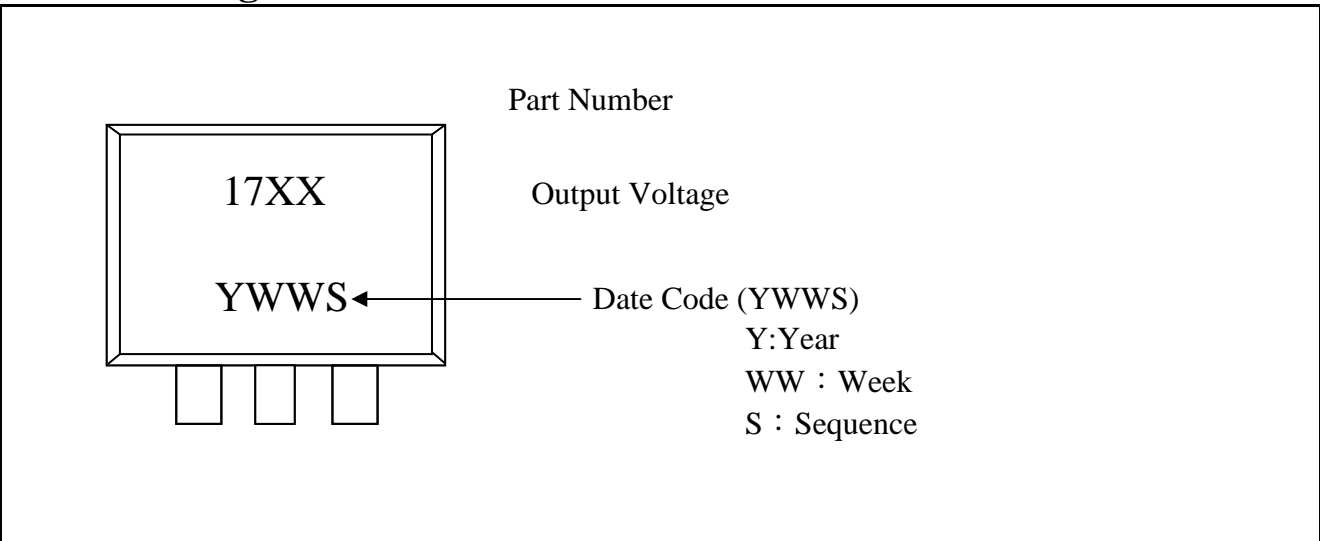 Part Number
17XX
Output Voltage
YWWS
Date Code (YWWS)
Y:Year
WW：Week
S：Sequence